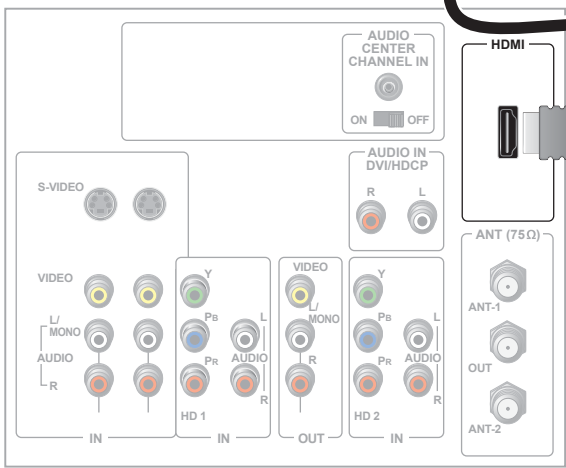 AUDIO
CENTER
CHANNEL IN
ON OFF
HDMI
AUDIO IN
DVI/HDCP
R L
S-VIDEO
VIDEO
L/
MONO
AUDIO
R
IN
Y
PB
PR
L
AUDIO
R
HD 1
IN
VIDEO
L/
MONO
R
OUT
Y
PB
PR
L
AUDIO
R
HD 2
IN
ANT (75Ω)
ANT-1
OUT
ANT-2